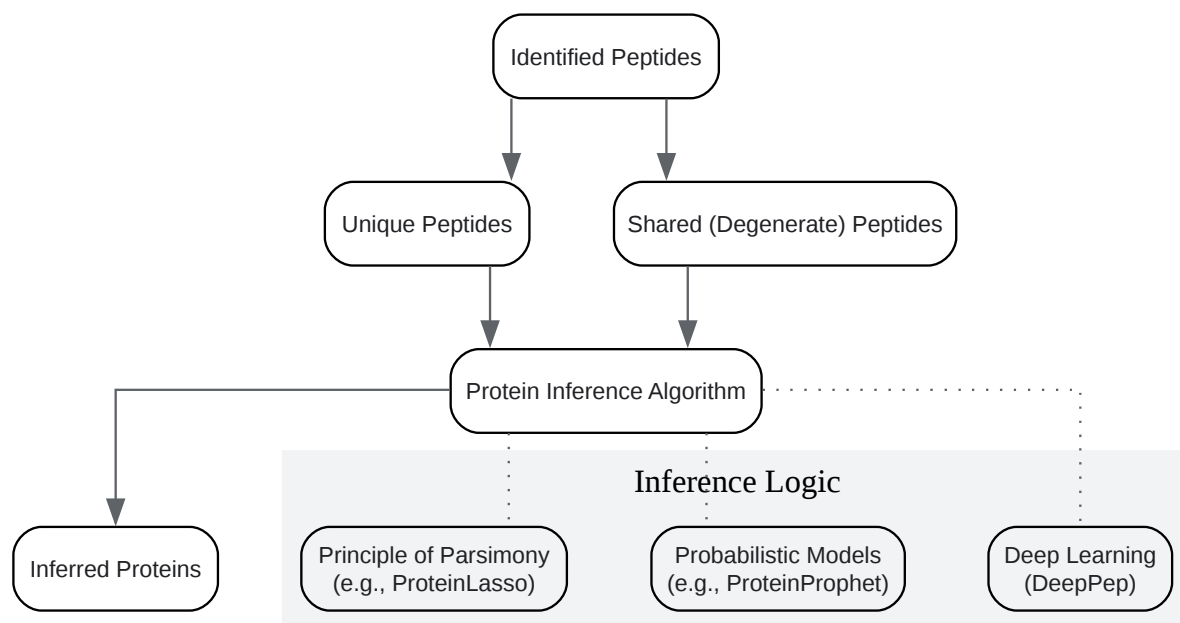 Identified Peptides
Unique Peptides
Shared (Degenerate) Peptides
Protein Inference Algorithm
Inference Logic
Inferred Proteins
Principle of Parsimony
(e.g., ProteinLasso)
Probabilistic Models
(e.g., ProteinProphet)
Deep Learning
(DeepPep)